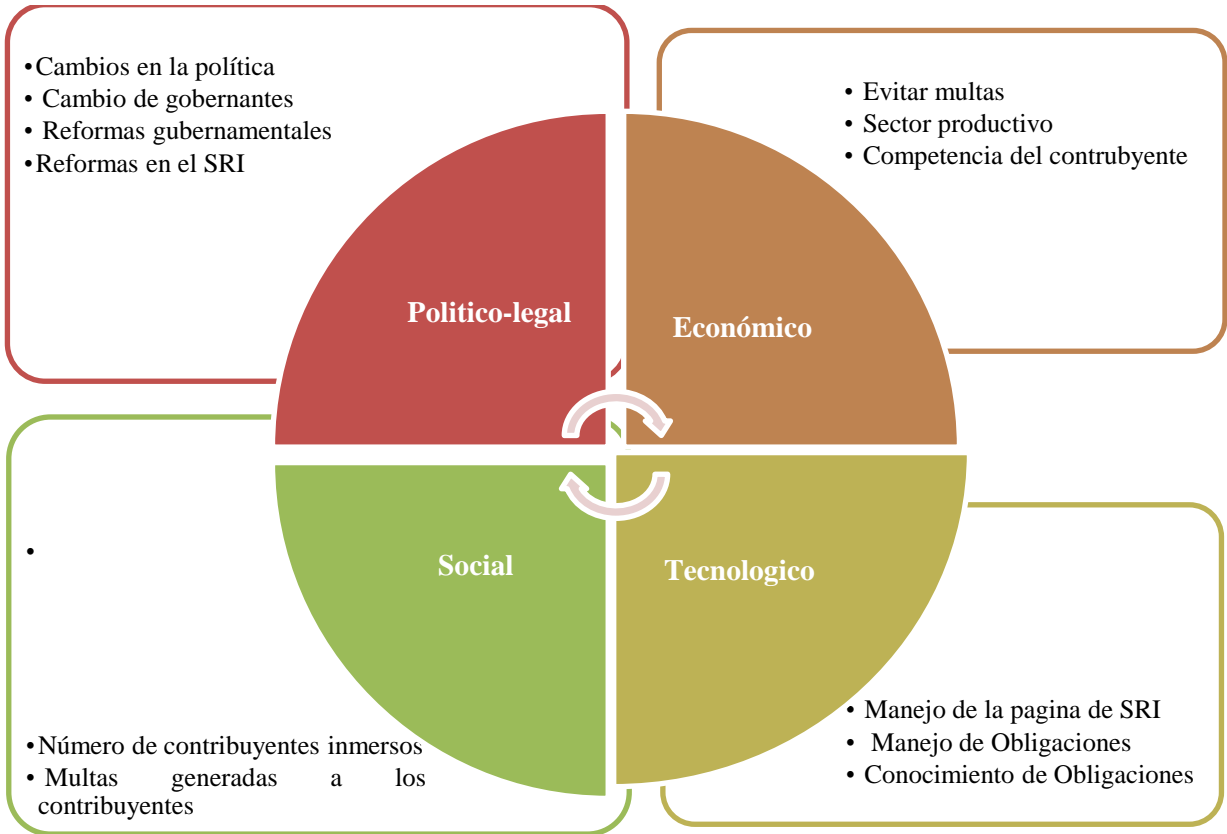 •Cambios en la política
• Cambio de gobernantes
• Reformas gubernamentales
•Reformas en el SRI
• Evitar multas
• Sector productivo
• Competencia del contrubyente
Politico-legal
Económico
•
Social
Tecnologico
•Número de contribuyentes inmersos
• Multas generadas a los
contribuyentes
• Manejo de la pagina de SRI
• Manejo de Obligaciones
• Conocimiento de Obligaciones